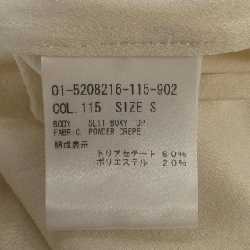 01-5208216-115-902
COL. 115 SIZE S
BODY SLIT BOXY OP
FABRIC POWDER CREPE
組成表示
トリアセテート 80%
ポリエステル 20%